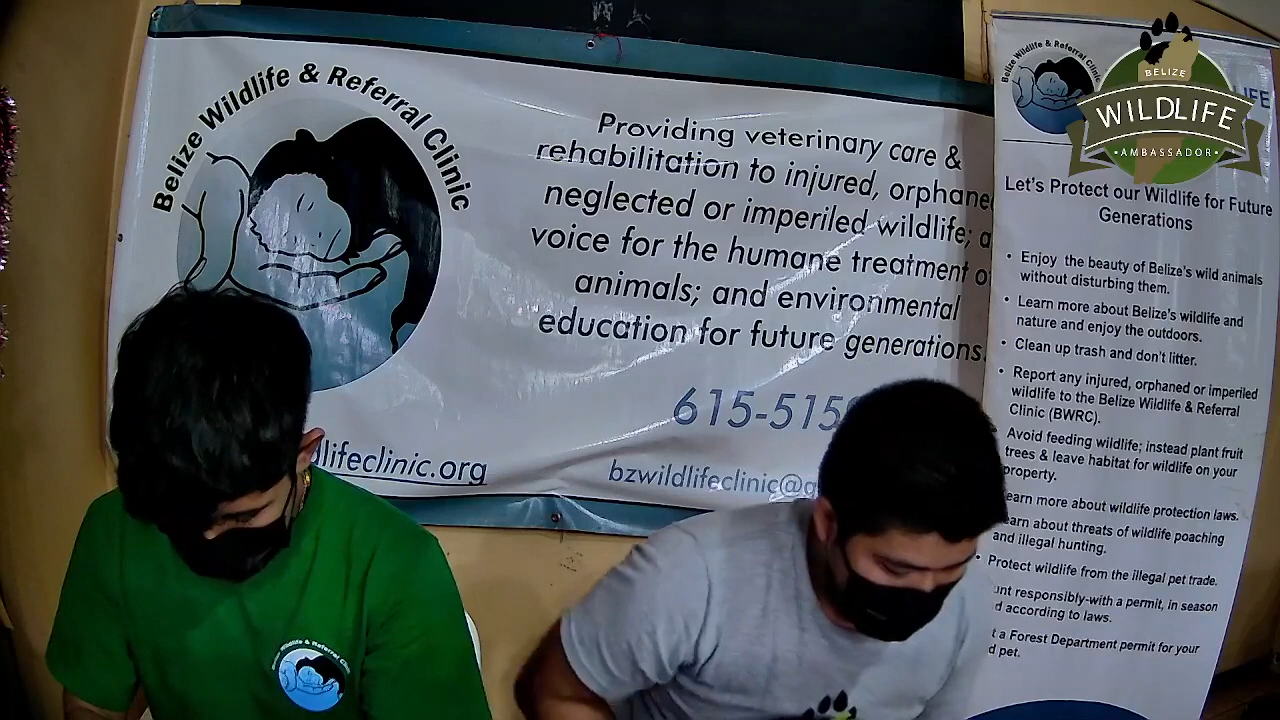 Belize Wildlife & Referral Clinic
Providing veterinary care &
rehabilitation to injured, orphaned
neglected or imperiled wildlife; a
voice for the humane treatment of
animals; and environmental
education for future generations.
615-515
lifeclinic.org
bzwildlifeclinic@g
Belize Wildlife & Referral Clinic
LIFE
BELIZE
WILDLIFE
•AMBASSADOR•
Let's Protect our Wildlife for Future
Generations
• Enjoy the beauty of Belize's wild animals
without disturbing them.
• Learn more about Belize's wildlife and
nature and enjoy the outdoors.
• Clean up trash and don't litter.
• Report any injured, orphaned or imperiled
wildlife to the Belize Wildlife & Referral
Clinic (BWRC).
Avoid feeding wildlife; instead plant fruit
trees & leave habitat for wildlife on your
property.
earn more about wildlife protection laws.
earn about threats of wildlife poaching
and illegal hunting.
• Protect wildlife from the illegal pet trade.
unt responsibly-with a permit, in season
d according to laws.
t a Forest Department permit for your
d pet.
Belize Wildlife & Referral Clinic